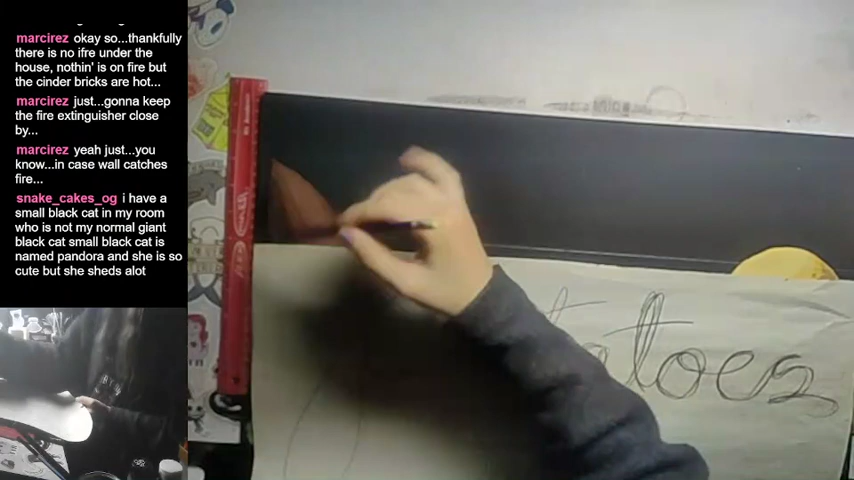 marcirez okay so...thankfully
there is no ifre under the
house, nothin' is on fire but
the cinder bricks are hot...
marcirez just...gonna keep
the fire extinguisher close
by...
marcirez yeah just...you
know...in case wall catches
fire...
snake_cakes_og i have a
small black cat in my room
who is not my normal giant
black cat small black cat is
named pandora and she is so
cute but she sheds alot
tatoes